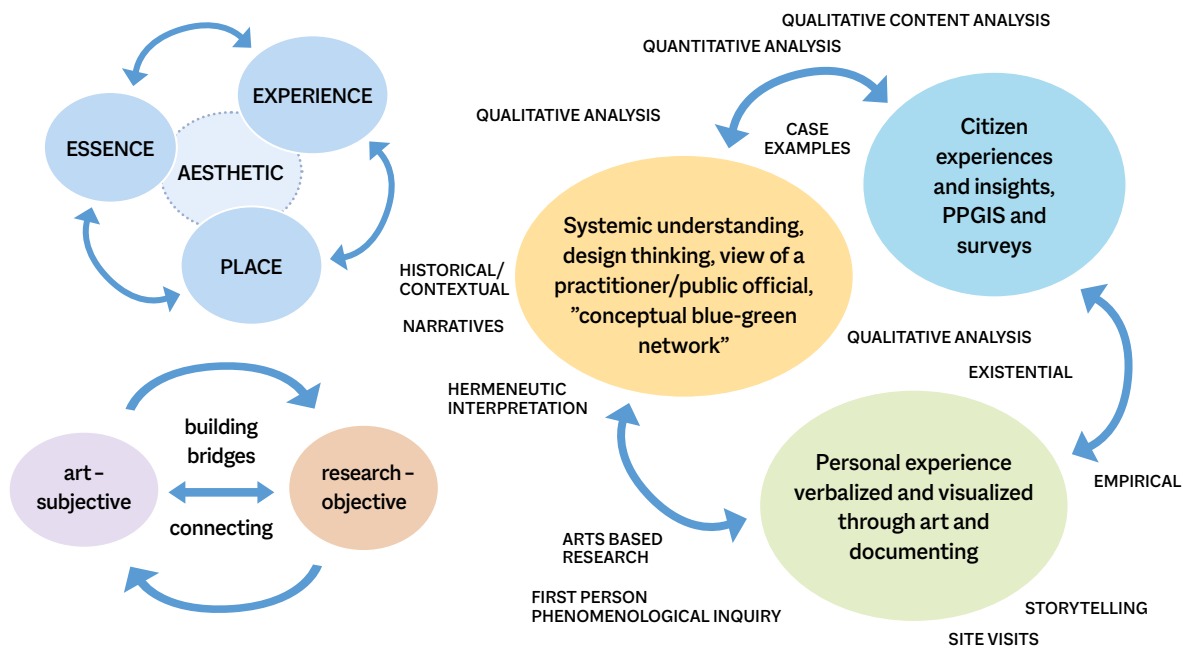 EXPERIENCE
ESSENCE
AESTHETIC
PLACE
building
bridges
art –
subjective
research –
objective
connecting
QUALITATIVE CONTENT ANALYSIS
QUANTITATIVE ANALYSIS
QUALITATIVE ANALYSIS
CASE
EXAMPLES
Citizen
experiences
and insights,
PPGIS and
surveys
Systemic understanding,
design thinking, view of a
practitioner/public official,
”conceptual blue-green
network”
HISTORICAL/
CONTEXTUAL
NARRATIVES
HERMENEUTIC
INTERPRETATION
QUALITATIVE ANALYSIS
EXISTENTIAL
EMPIRICAL
Personal experience
verbalized and visualized
through art and
documenting
ARTS BASED
RESEARCH
FIRST PERSON
PHENOMENOLOGICAL INQUIRY
STORYTELLING
SITE VISITS